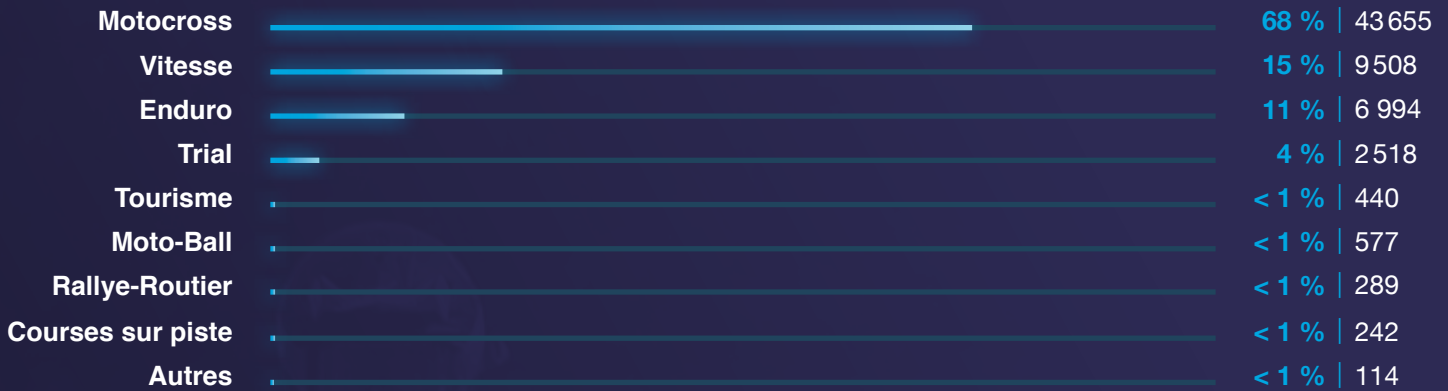 Motocross 68 % | 43 655
Vitesse 15 % | 9 508
Enduro 11 % | 6 994
Trial 4 % | 2 518
Tourisme < 1 % | 440
Moto-Ball < 1 % | 577
Rallye-Routier < 1 % | 289
Courses sur piste < 1 % | 242
Autres < 1 % | 114